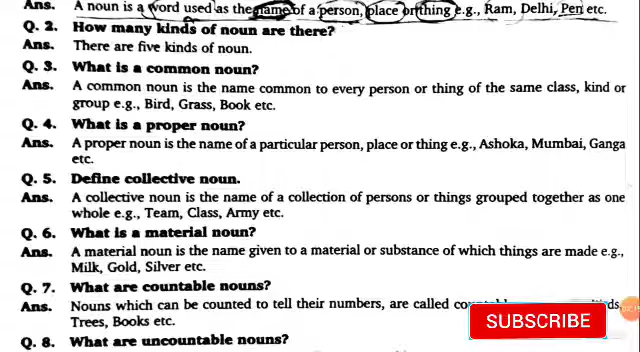 Ans. A noun is a word used as the name of a person, place or thing e.g., Ram, Delhi, Pen etc.
Q. 2. How many kinds of noun are there?
Ans. There are five kinds of noun.
Q. 3. What is a common noun?
Ans. A common noun is the name common to every person or thing of the same class, kind or
group e.g., Bird, Grass, Book etc.
Q. 4. What is a proper noun?
Ans. A proper noun is the name of a particular person, place or thing e.g., Ashoka, Mumbai, Ganga
etc.
Q. 5. Define collective noun.
Ans. A collective noun is the name of a collection of persons or things grouped together as one
whole e.g., Team, Class, Army etc.
Q. 6. What is a material noun?
Ans. A material noun is the name given to a material or substance of which things are made e.g.,
Milk, Gold, Silver etc.
Q. 7. What are countable nouns?
Ans. Nouns which can be counted to tell their numbers, are called
Trees, Books etc.
SUBSCRIBE
Q. 8. What are uncountable nouns?